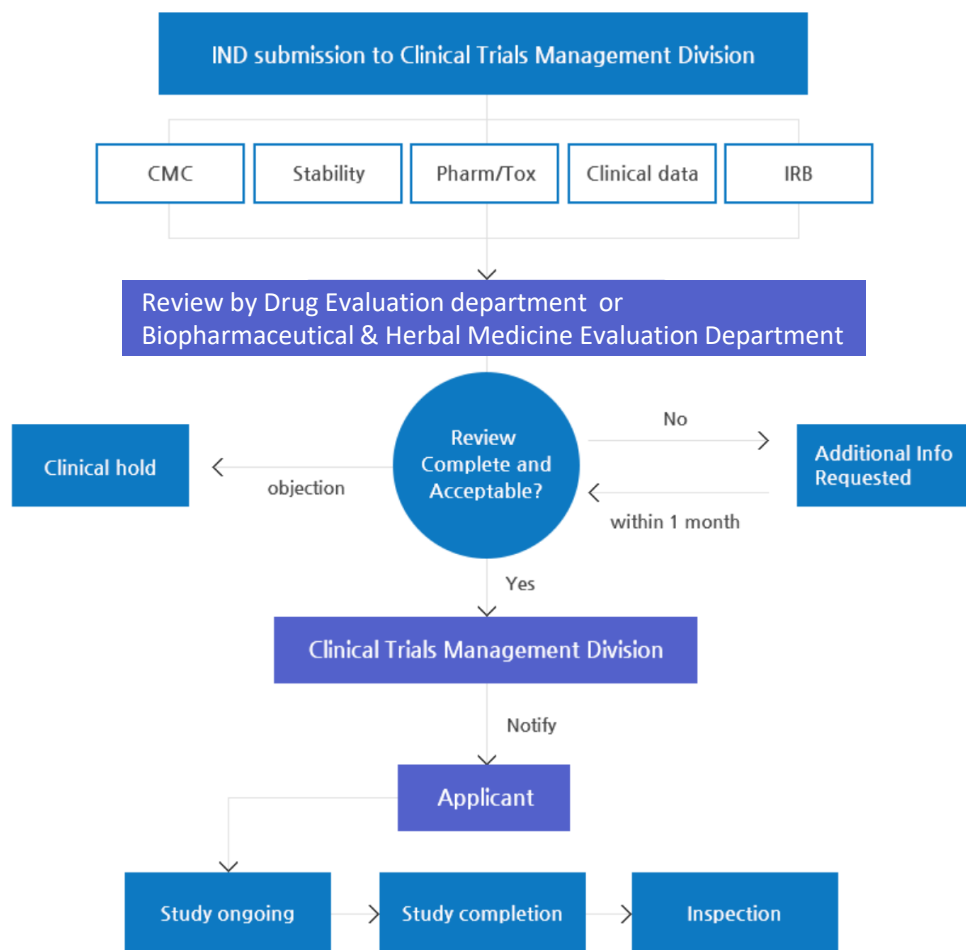 IND submission to Clinical Trials Management Division
CMC
Stability
Pharm/Tox
Clinical data
IRB
Review by Drug Evaluation department or
Biopharmaceutical & Herbal Medicine Evaluation Department
Clinical hold
objection
Review
Complete and
Acceptable?
No
within 1 month
Additional Info
Requested
Yes
Clinical Trials Management Division
Notify
Applicant
Study ongoing
Study completion
Inspection